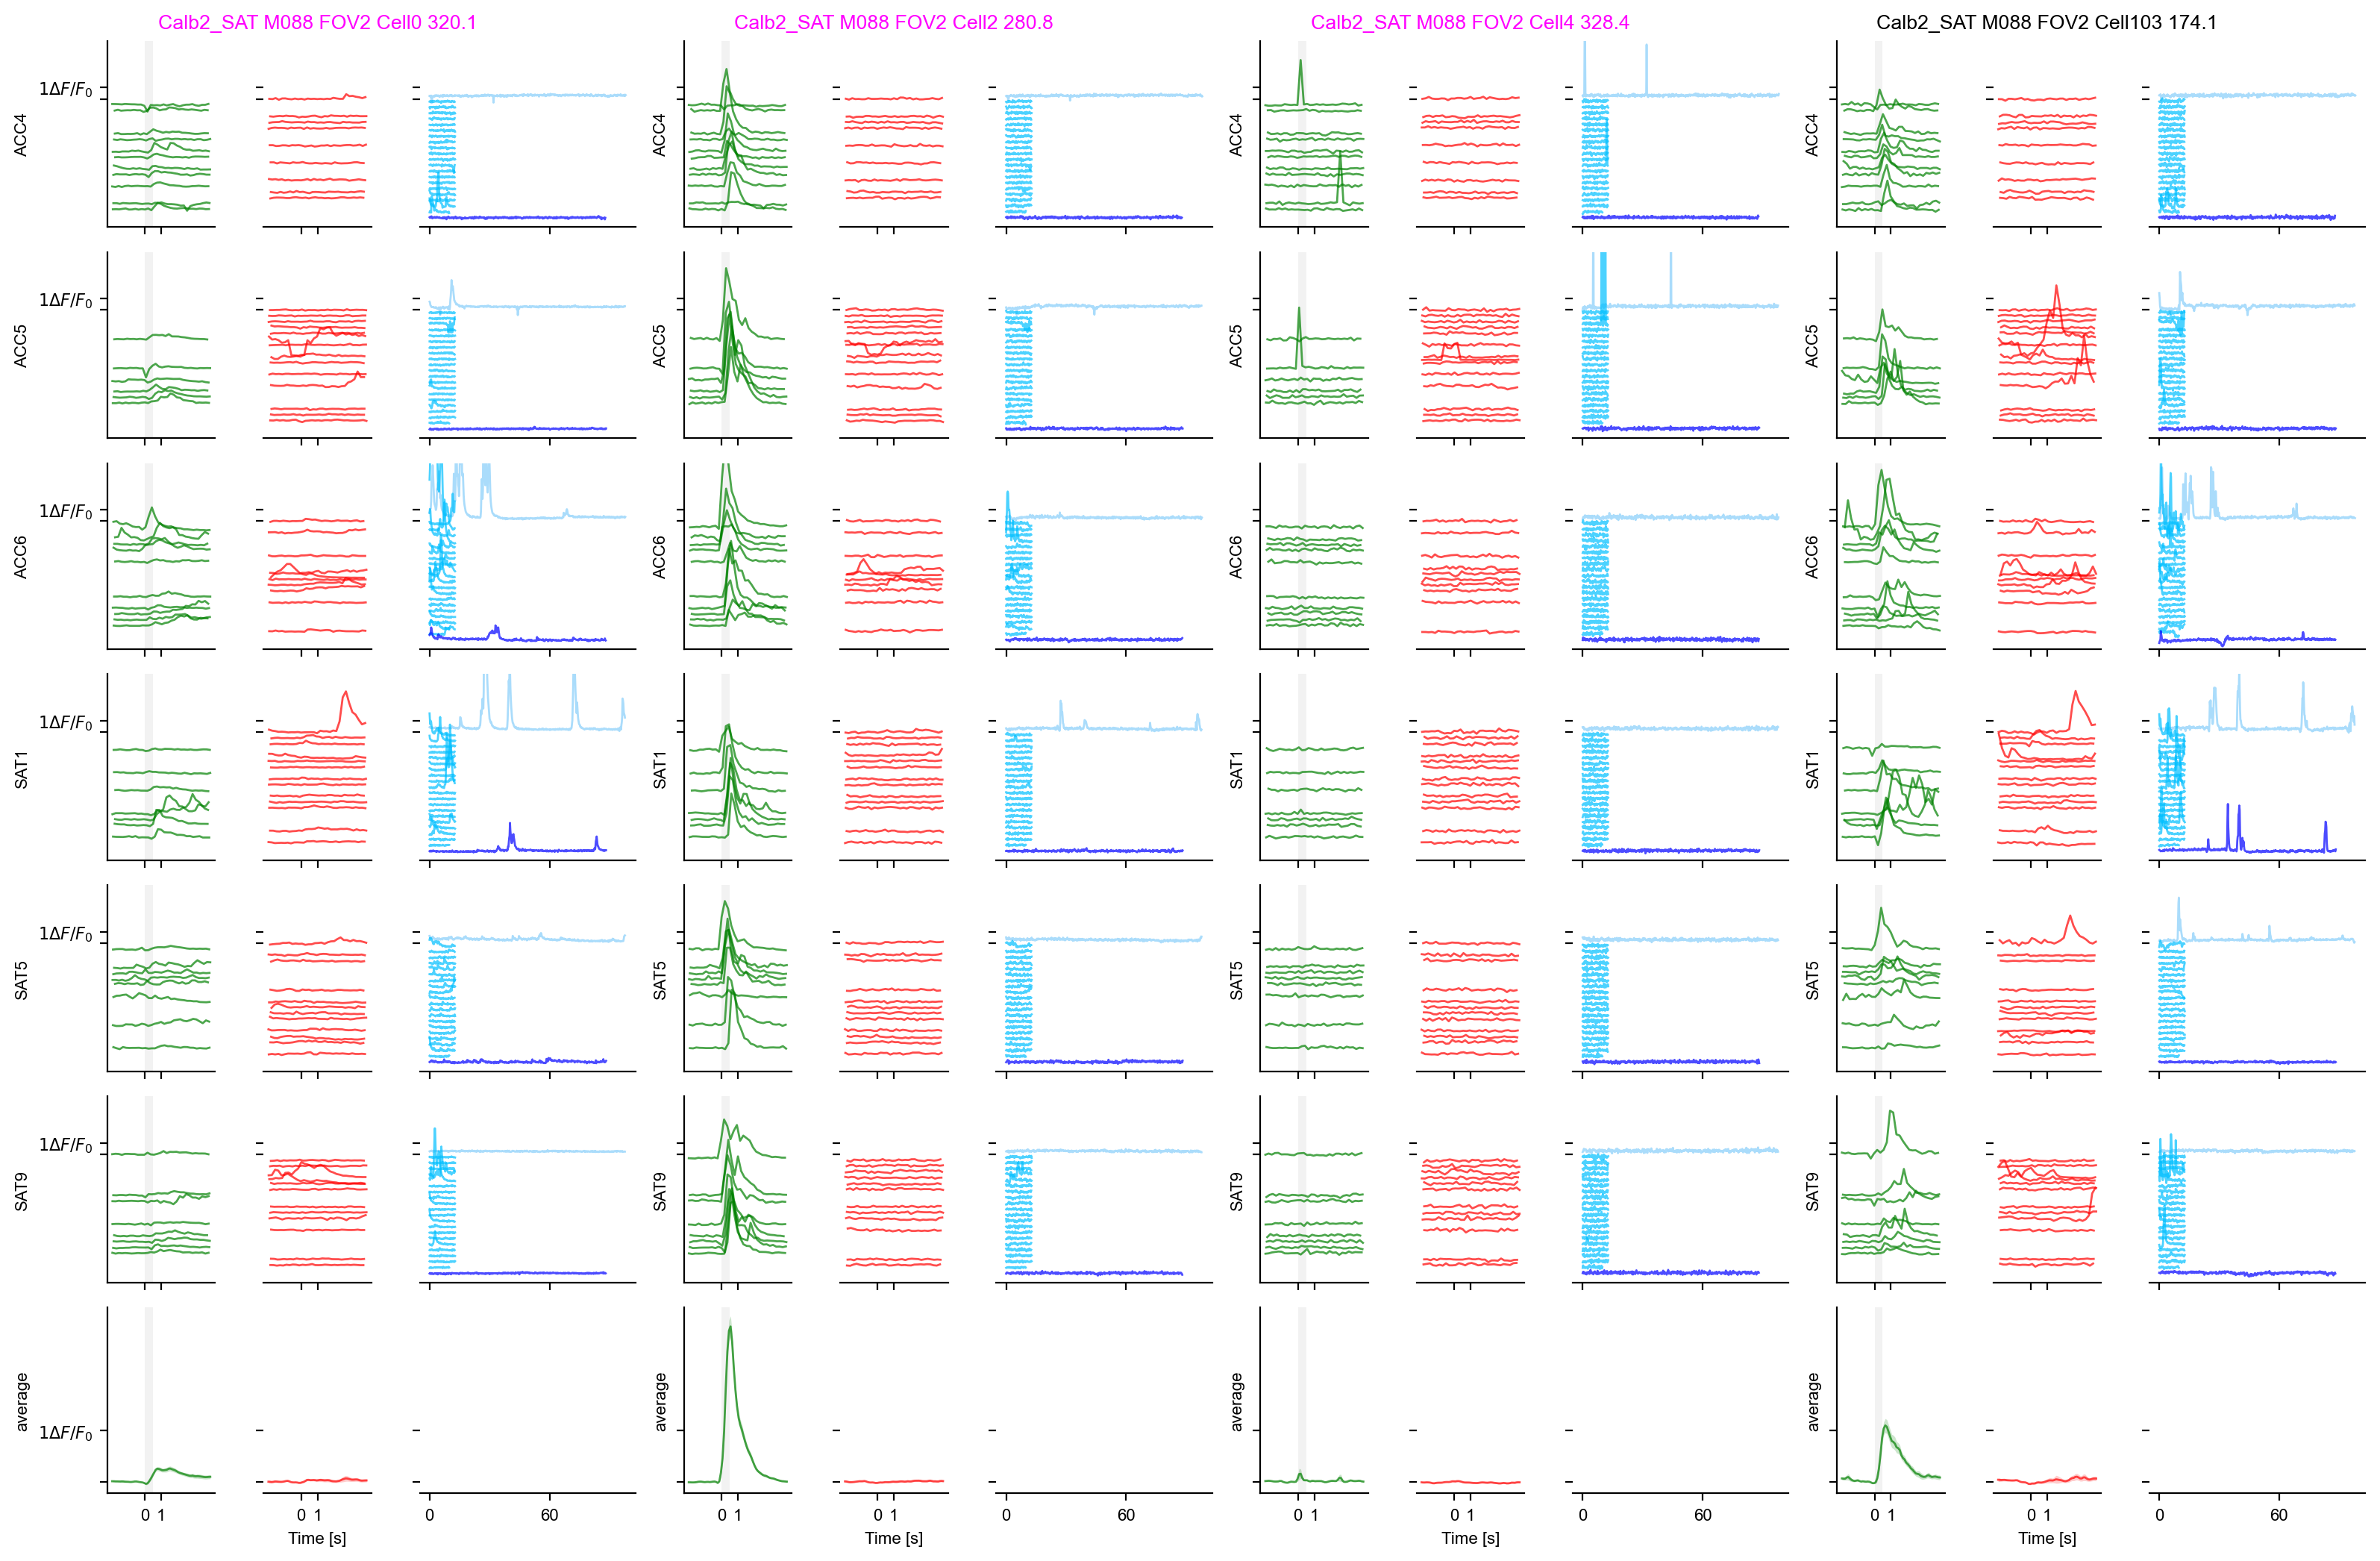 Calb2_SAT M088 FOV2 Cell0 320.1 Calb2_SAT M088 FOV2 Cell2 280.8 Calb2_SAT M088 FOV2 Cell4 328.4 Calb2_SAT M088 FOV2 Cell103 174.1
1ΔF/F₀
ACC4 ACC4 ACC4 ACC4
1ΔF/F₀
ACC5 ACC5 ACC5 ACC5
1ΔF/F₀
ACC6 ACC6 ACC6 ACC6
1ΔF/F₀
SAT1 SAT1 SAT1 SAT1
1ΔF/F₀
SAT5 SAT5 SAT5 SAT5
1ΔF/F₀
SAT9 SAT9 SAT9 SAT9
average average average average
1ΔF/F₀
0 1 0 1 0 60 0 1 0 1 0 60 0 1 0 1 0 60 0 1 0 1 0 60
Time [s] Time [s] Time [s] Time [s]